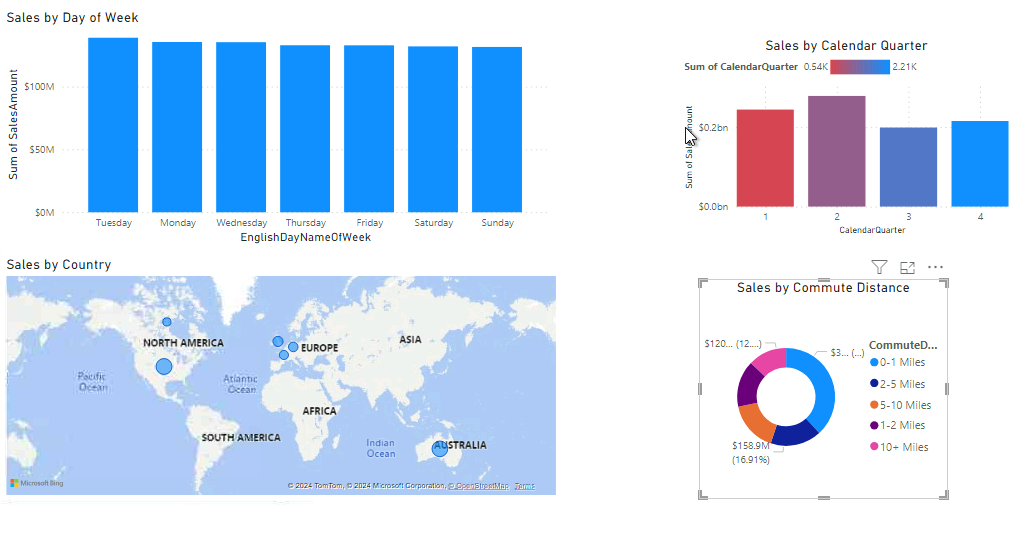 Sales by Day of Week
Sum of SalesAmount
$100M
$50M
$0M
Tuesday Monday Wednesday Thursday Friday Saturday Sunday
EnglishDayNameOfWeek
Sales by Calendar Quarter
Sum of CalendarQuarter 0.54K 2.21K
$0.2bn
$0.0bn
1 2 3 4
CalendarQuarter
Sales by Country
NORTH AMERICA
EUROPE
ASIA
Pacific
Ocean
Atlantic
Ocean
AFRICA
SOUTH AMERICA
Indian
Ocean
AUSTRALIA
Microsoft Bing
© 2024 TomTom, © 2024 Microsoft Corporation, © OpenStreetMap Terms
Sales by Commute Distance
$120... (12....)
$3... (...)
$158.9M
(16.91%)
CommuteD...
0-1 Miles
2-5 Miles
5-10 Miles
1-2 Miles
10+ Miles